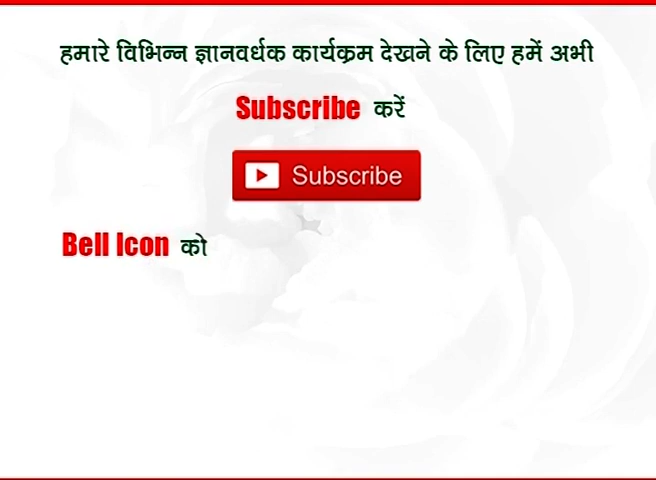 हमारे विभिन्न ज्ञानवर्धक कार्यक्रम देखने के लिए हमें अभी
Subscribe करें
Subscribe
Bell Icon को